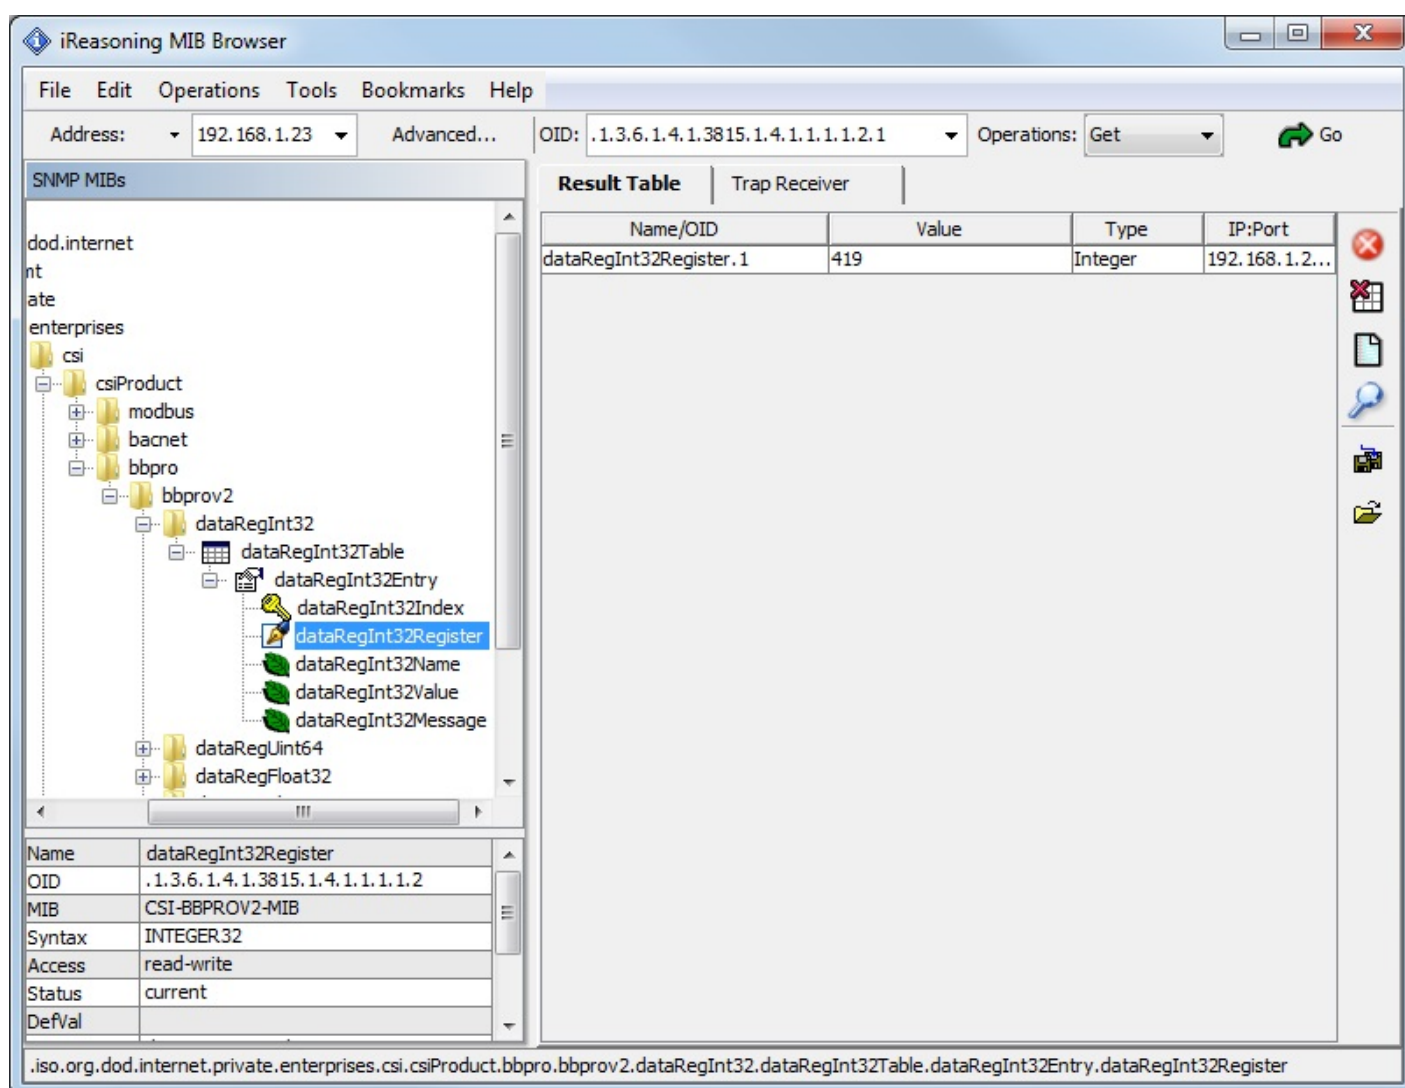 iReasoning MIB Browser
File Edit Operations Tools Bookmarks Help
Address: 192.168.1.23 Advanced... OID: .1.3.6.1.4.1.3815.1.4.1.1.1.1.2.1 Operations: Get Go
SNMP MIBs
dod.internet
nt
ate
enterprises
csi
csiProduct
modbus
bacnet
bbpro
bbprov2
dataRegInt32
dataRegInt32Table
dataRegInt32Entry
dataRegInt32Index
dataRegInt32Register
dataRegInt32Name
dataRegInt32Value
dataRegInt32Message
dataRegUint64
dataRegFloat32
Name dataRegInt32Register
OID .1.3.6.1.4.1.3815.1.4.1.1.1.1.2
MIB CSI-BBPROV2-MIB
Syntax INTEGER32
Access read-write
Status current
DefVal
Result Table Trap Receiver
Name/OID Value Type IP:Port
dataRegInt32Register.1 419 Integer 192.168.1.2...
.iso.org.dod.internet.private.enterprises.csi.csiProduct.bbpro.bbprov2.dataRegInt32.dataRegInt32Table.dataRegInt32Entry.dataRegInt32Register